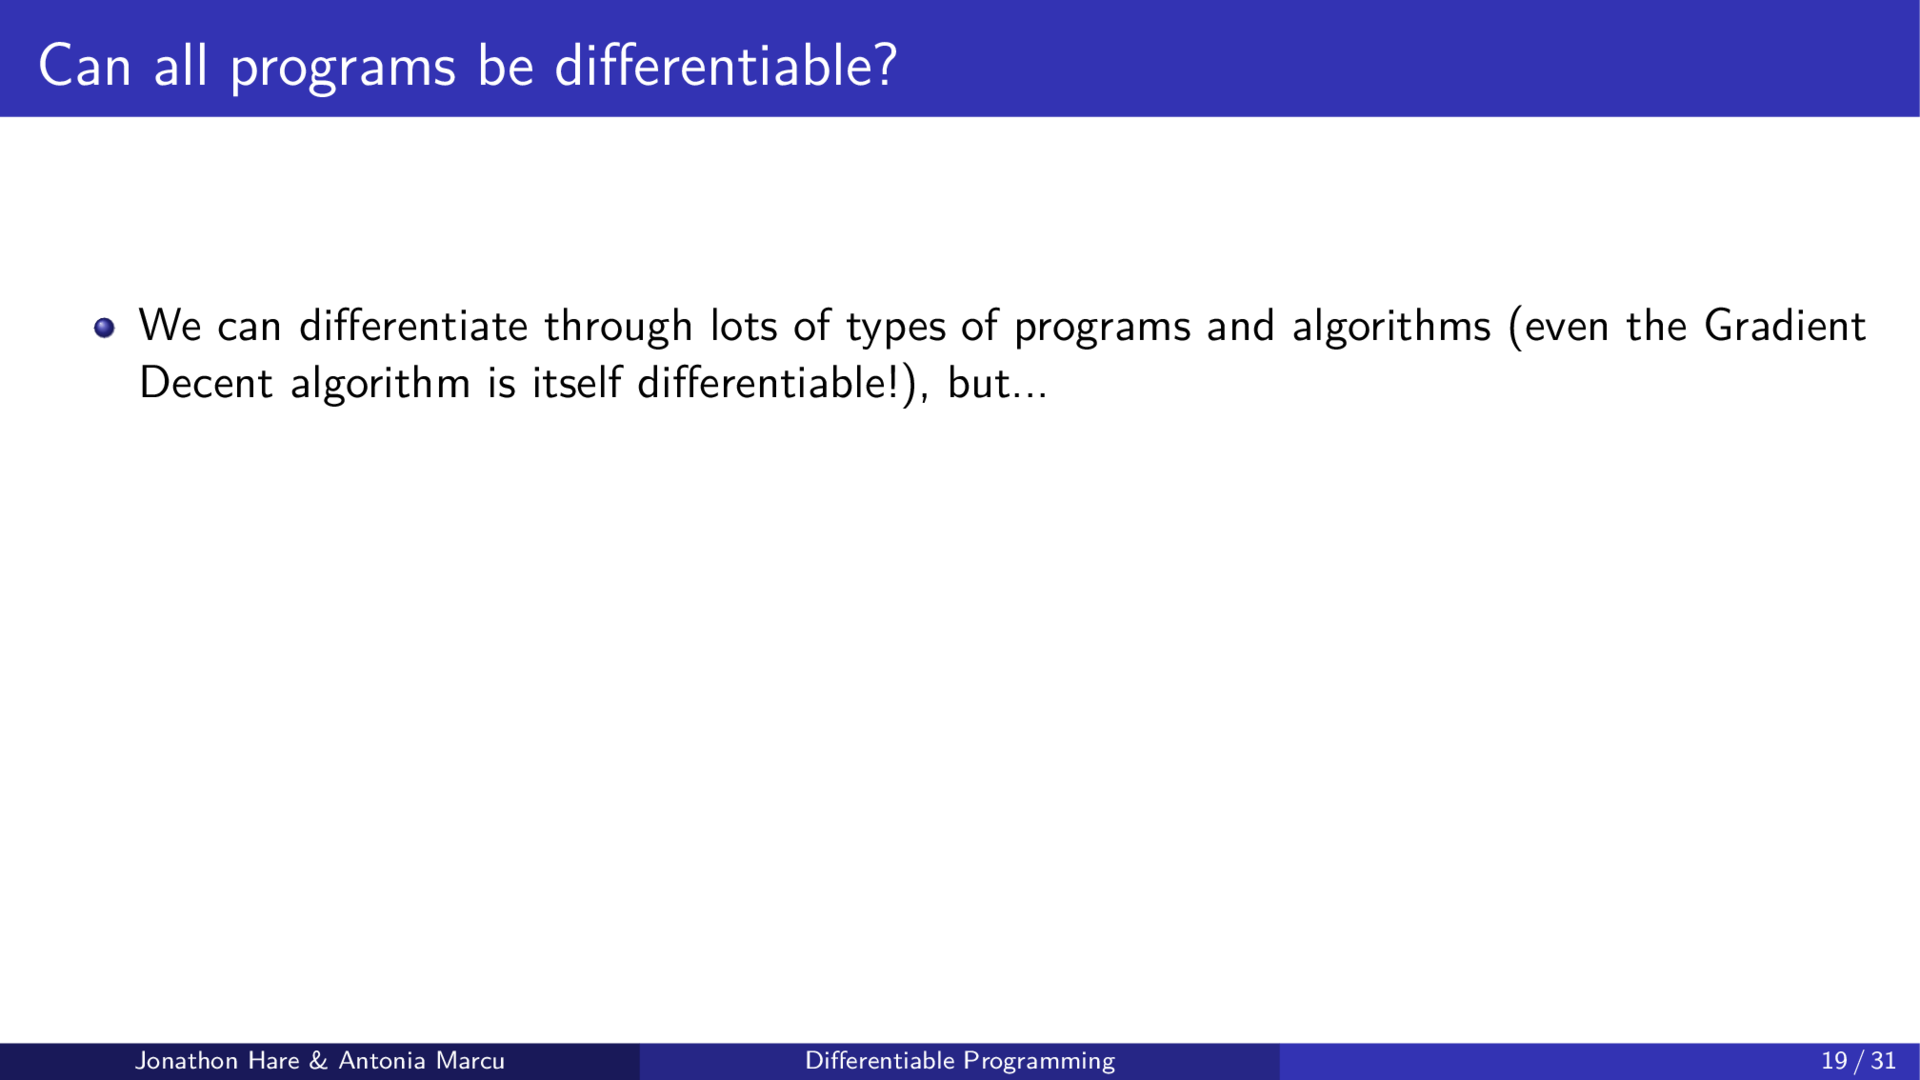 Can all programs be differentiable?
We can differentiate through lots of types of programs and algorithms (even the Gradient
Decent algorithm is itself differentiable!), but...
Jonathon Hare & Antonia Marcu
Differentiable Programming
19 / 31